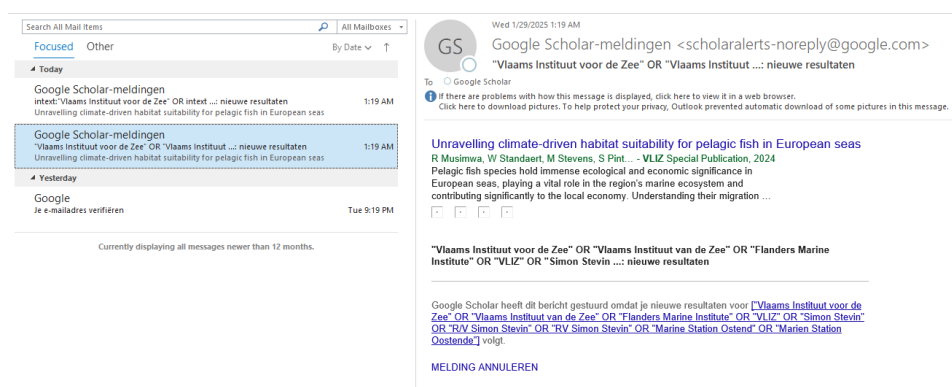 Search All Mail Items
All Mailboxes
Focused Other
By Date
Today
Google Scholar-meldingen
intext:"Vlaams Instituut voor de Zee" OR intext ...: nieuwe resultaten 1:19 AM
Unravelling climate-driven habitat suitability for pelagic fish in European seas
Google Scholar-meldingen
"Vlaams Instituut voor de Zee" OR "Vlaams Instituut ...: nieuwe resultaten 1:19 AM
Unravelling climate-driven habitat suitability for pelagic fish in European seas
Yesterday
Google
Je e-mailadres verifiëren Tue 9:19 PM
Currently displaying all messages newer than 12 months.
Wed 1/29/2025 1:19 AM
GS
Google Scholar-meldingen <scholaralerts-noreply@google.com>
"Vlaams Instituut voor de Zee" OR "Vlaams Instituut ...: nieuwe resultaten
To Google Scholar
If there are problems with how this message is displayed, click here to view it in a web browser.
Click here to download pictures. To help protect your privacy, Outlook prevented automatic download of some pictures in this message.
Unravelling climate-driven habitat suitability for pelagic fish in European seas
R Musimwa, W Standaert, M Stevens, S Pint... - VLIZ Special Publication, 2024
Pelagic fish species hold immense ecological and economic significance in
European seas, playing a vital role in the region's marine ecosystem and
contributing significantly to the local economy. Understanding their migration ...
"Vlaams Instituut voor de Zee" OR "Vlaams Instituut van de Zee" OR "Flanders Marine
Institute" OR "VLIZ" OR "Simon Stevin ...: nieuwe resultaten
Google Scholar heeft dit bericht gestuurd omdat je nieuwe resultaten voor ["Vlaams Instituut voor de
Zee" OR "Vlaams Instituut van de Zee" OR "Flanders Marine Institute" OR "VLIZ" OR "Simon Stevin"
OR "R/V Simon Stevin" OR "RV Simon Stevin" OR "Marine Station Ostend" OR "Marien Station
Oostende"] volgt.
MELDING ANNULEREN